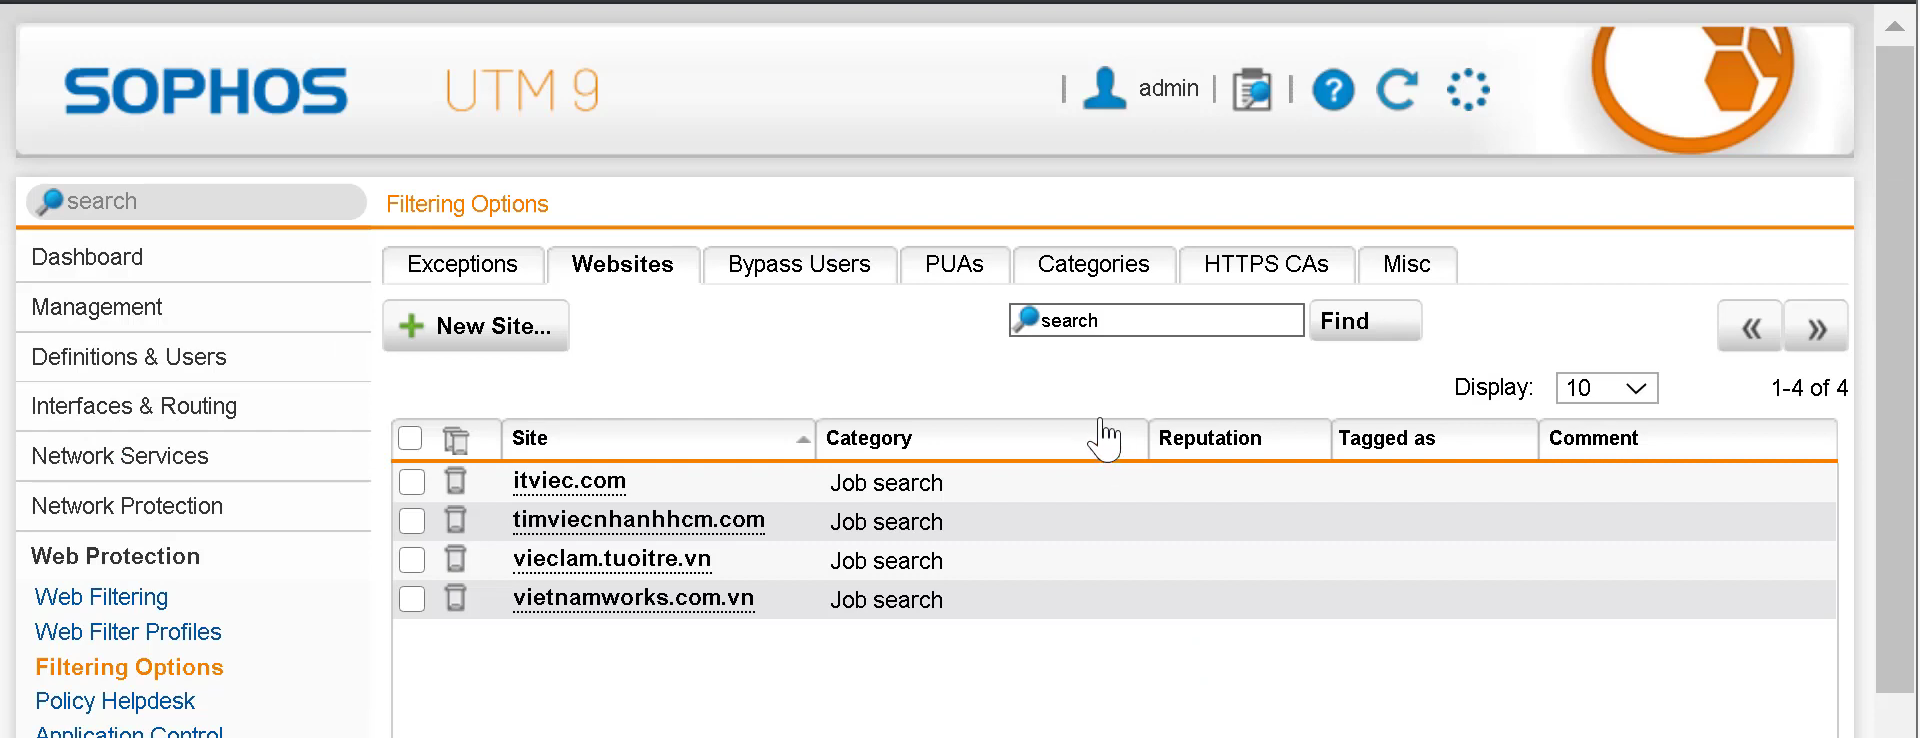 SOPHOS UTM 9
admin
search
Filtering Options
Dashboard
Management
Definitions & Users
Interfaces & Routing
Network Services
Network Protection
Web Protection
Web Filtering
Web Filter Profiles
Filtering Options
Policy Helpdesk
Application Control
Exceptions Websites Bypass Users PUAs Categories HTTPS CAs Misc
New Site... search Find
Display: 10 1-4 of 4
Site Category Reputation Tagged as Comment
itviec.com Job search
timviecnhanhhcm.com Job search
vieclam.tuoitre.vn Job search
vietnamworks.com.vn Job search